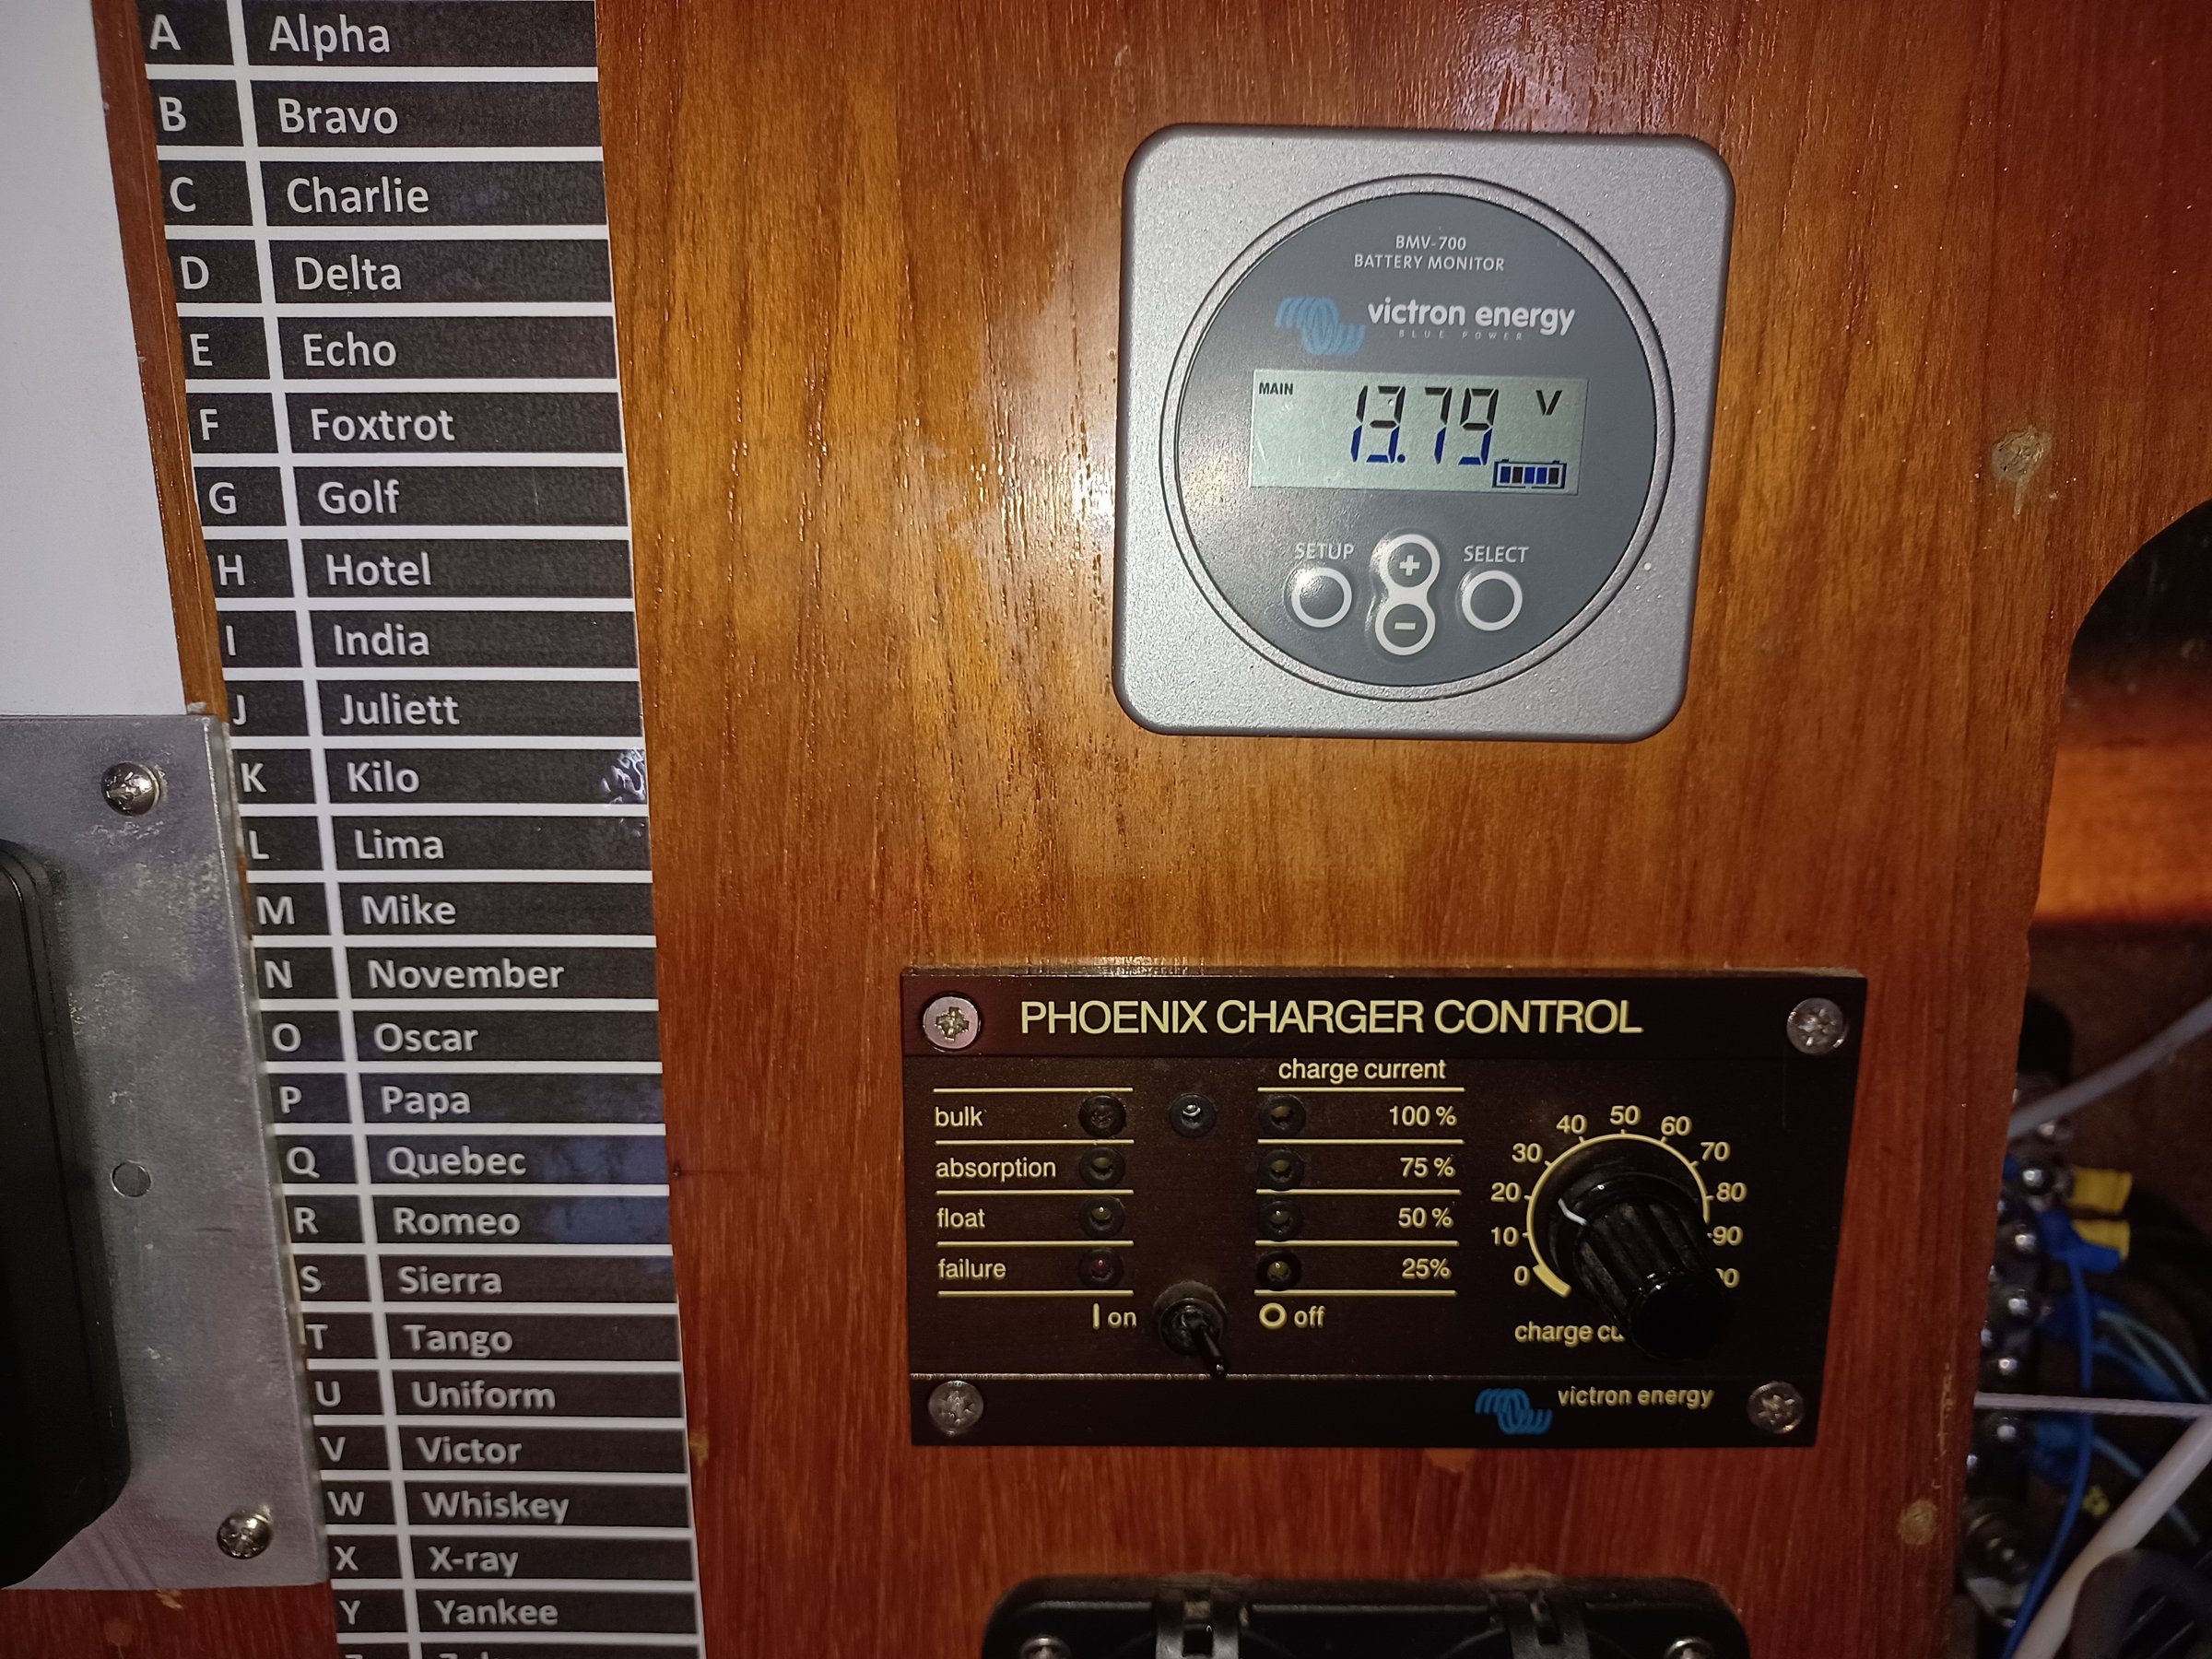 A Alpha
B Bravo
C Charlie
D Delta
E Echo
F Foxtrot
G Golf
H Hotel
I India
J Juliett
K Kilo
L Lima
M Mike
N November
O Oscar
P Papa
Q Quebec
R Romeo
S Sierra
T Tango
U Uniform
V Victor
W Whiskey
X X-ray
Y Yankee
BMV-700
BATTERY MONITOR
victron energy
BLUE POWER
MAIN 13.79 V
SETUP + SELECT
-
PHOENIX CHARGER CONTROL
charge current
bulk 100 %
absorption 75 %
float 50 %
failure 25%
I on O off
0 10 20 30 40 50 60 70 80 90
charge
victron energy